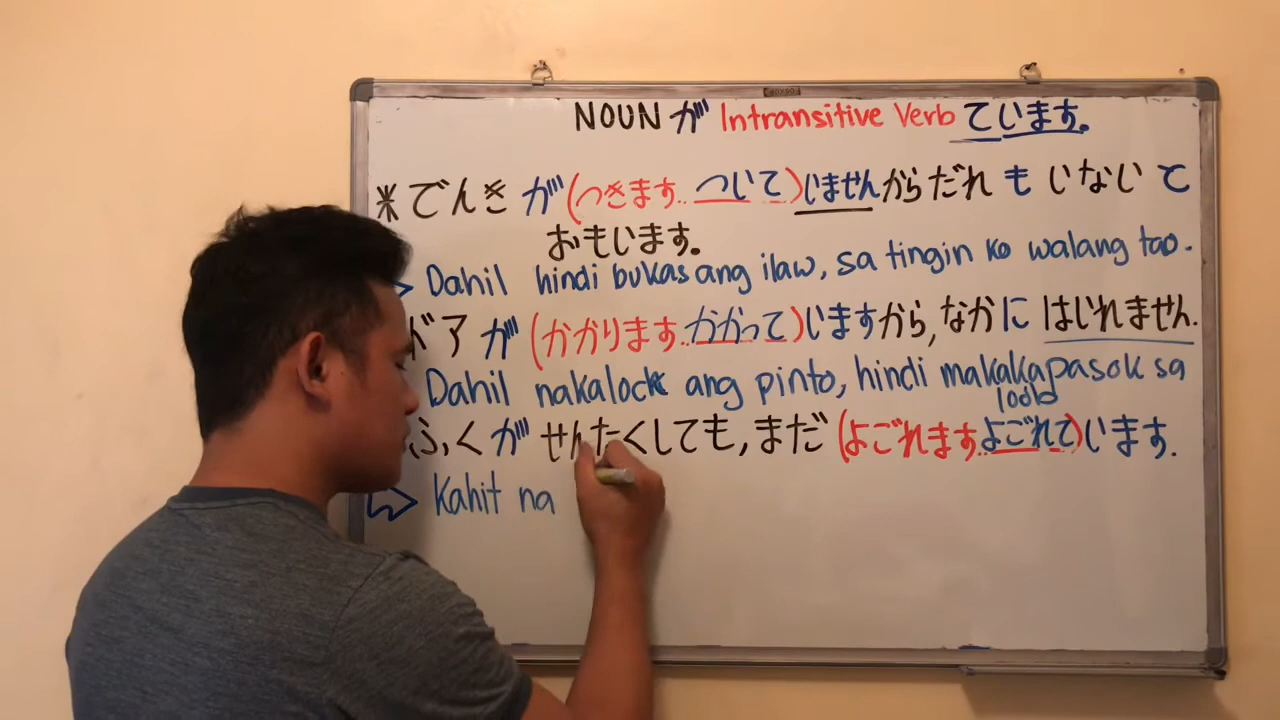 NOUN が Intransitive Verb ています。
* でんき が (つきます.. ついて) いませんからだれ も いない と
おもいます。
Dahil hindi bukas ang ilaw, sa tingin ko walang tao.
ドア が (かかります.. かかって) いますから, なかに はいれません.
Dahil nakalock ang pinto, hindi makakapasok sa
loob
ふく が せんたくしても, まだ (よごれます.. よごれて) います.
Kahit na